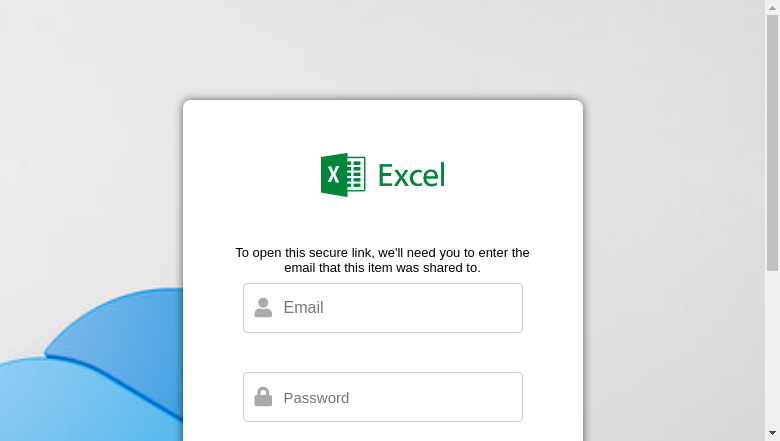 Excel
To open this secure link, we'll need you to enter the
email that this item was shared to.
Email
Password